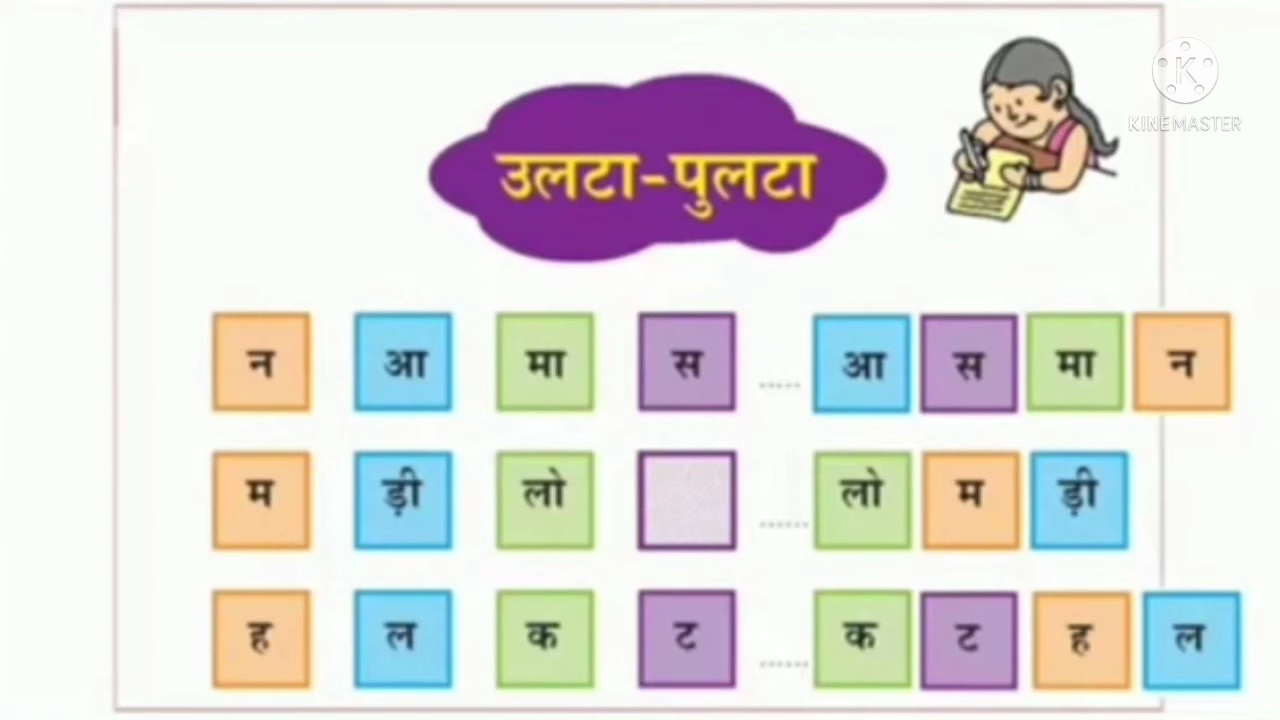 उलटा-पुलटा
K
KINEMASTER
न आ मा स ..... आ स मा न
म ड़ी लो ...... लो म ड़ी
ह ल क ट ...... क ट ह ल